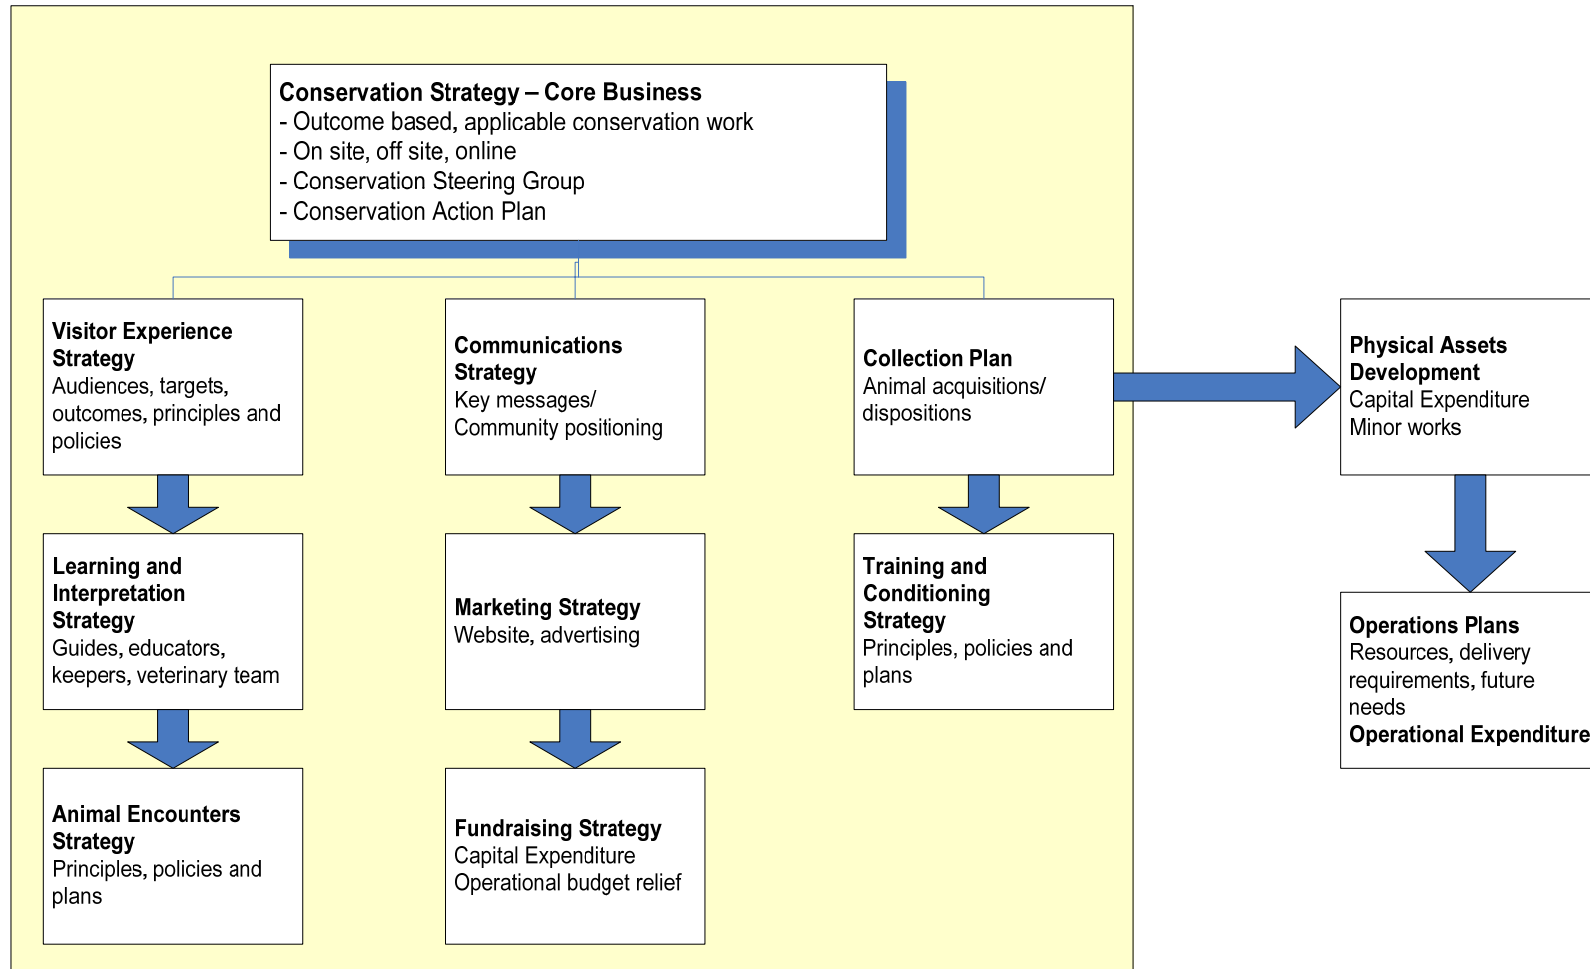 Conservation Strategy – Core Business
- Outcome based, applicable conservation work
- On site, off site, online
- Conservation Steering Group
- Conservation Action Plan
Visitor Experience
Strategy
Audiences, targets,
outcomes, principles and
policies
Communications
Strategy
Key messages/
Community positioning
Collection Plan
Animal acquisitions/
dispositions
Physical Assets
Development
Capital Expenditure
Minor works
Learning and
Interpretation
Strategy
Guides, educators,
keepers, veterinary team
Marketing Strategy
Website, advertising
Training and
Conditioning
Strategy
Principles, policies and
plans
Operations Plans
Resources, delivery
requirements, future
needs
Operational Expenditure
Animal Encounters
Strategy
Principles, policies and
plans
Fundraising Strategy
Capital Expenditure
Operational budget relief